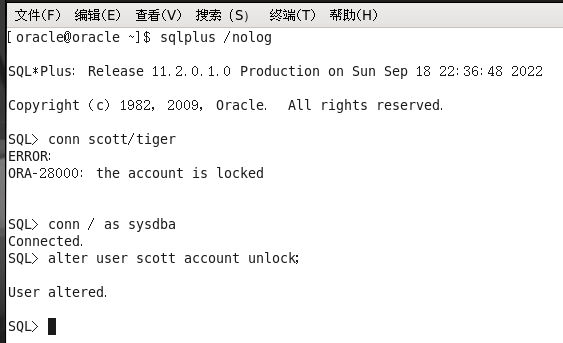 文件(F) 编辑(E) 查看(V) 搜索 (S) 终端(T) 帮助(H)
[oracle@oracle ~]$ sqlplus /nolog
SQL*Plus: Release 11.2.0.1.0 Production on Sun Sep 18 22:36:48 2022
Copyright (c) 1982, 2009, Oracle.  All rights reserved.
SQL> conn scott/tiger
ERROR:
ORA-28000: the account is locked
SQL> conn / as sysdba
Connected.
SQL> alter user scott account unlock;
User altered.
SQL>